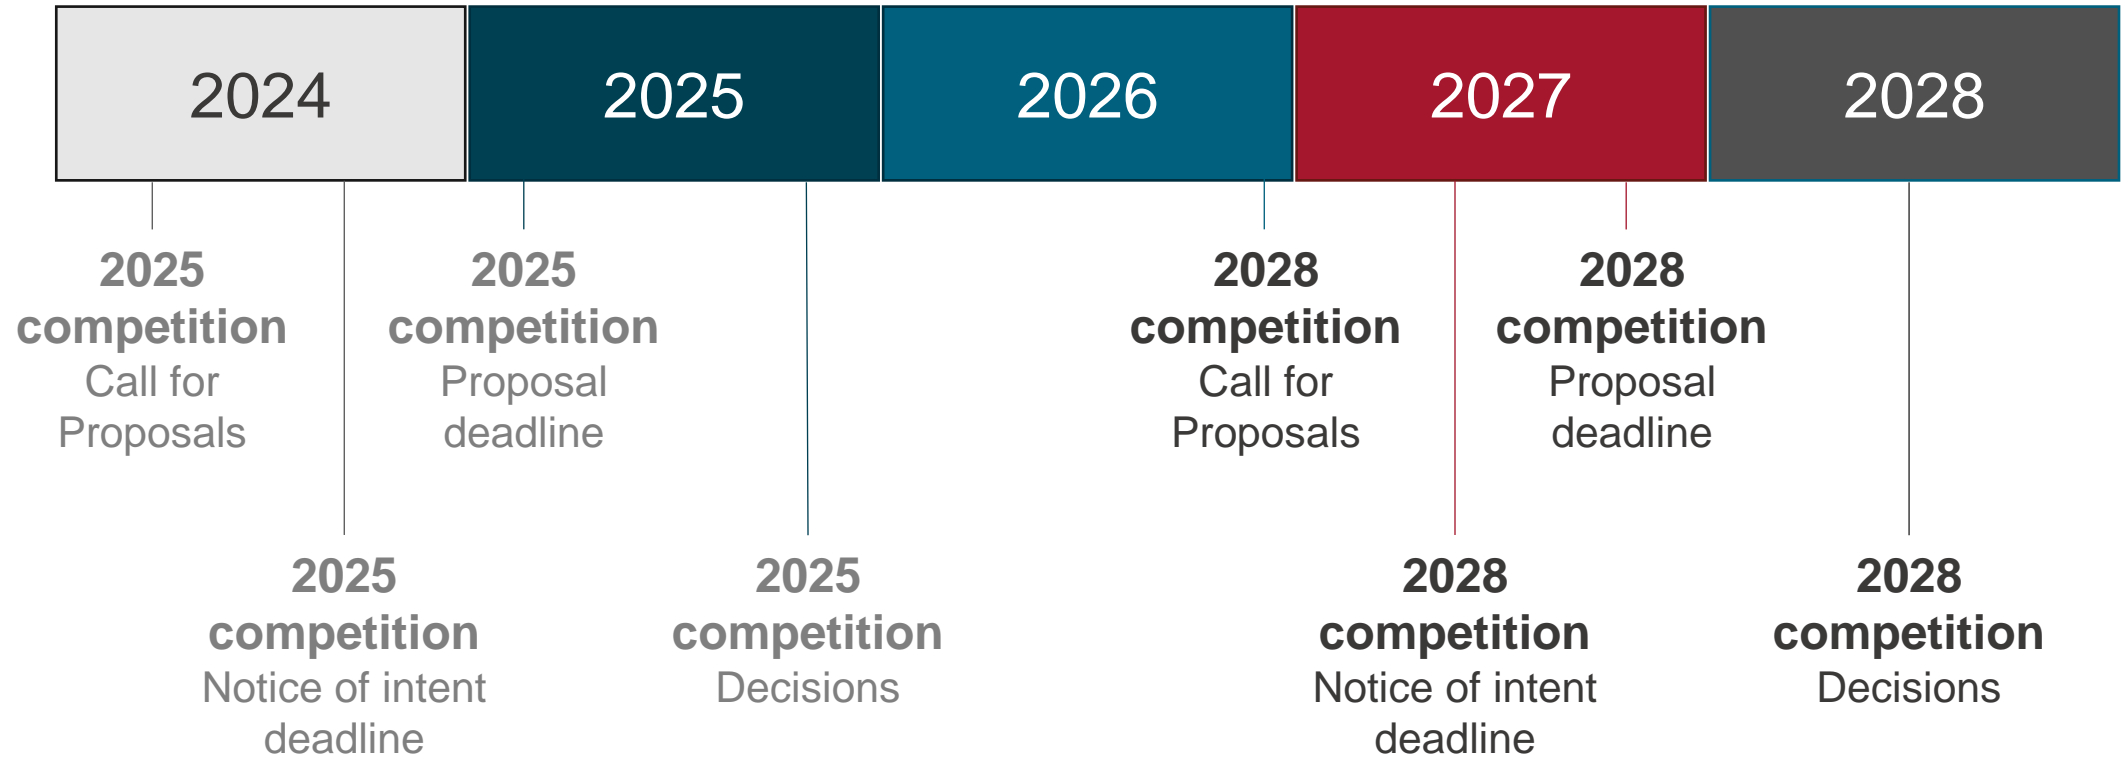 2024
2025
2026
2027
2028
2025
competition
Call for
Proposals
2025
competition
Notice of intent
deadline
2025
competition
Proposal
deadline
2025
competition
Decisions
2028
competition
Call for
Proposals
2028
competition
Notice of intent
deadline
2028
competition
Proposal
deadline
2028
competition
Decisions